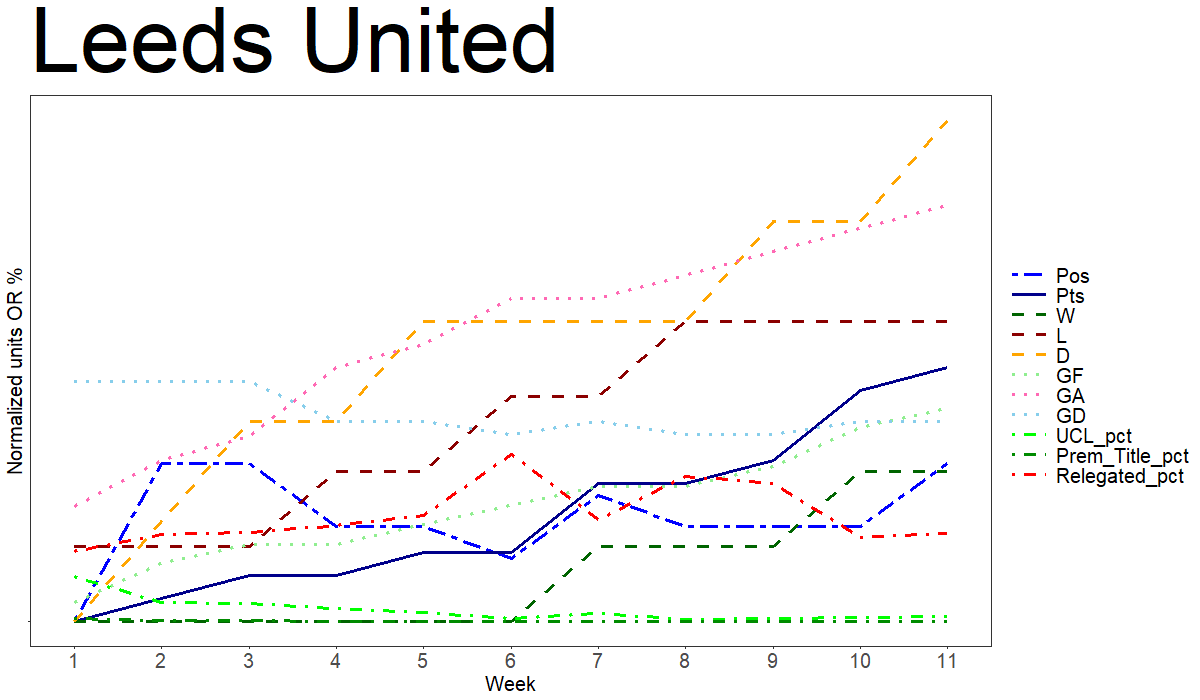 Leeds United
Normalized units OR %
1 2 3 4 5 6 7 8 9 10 11
Week
Pos
Pts
W
L
D
GF
GA
GD
UCL_pct
Prem_Title_pct
Relegated_pct